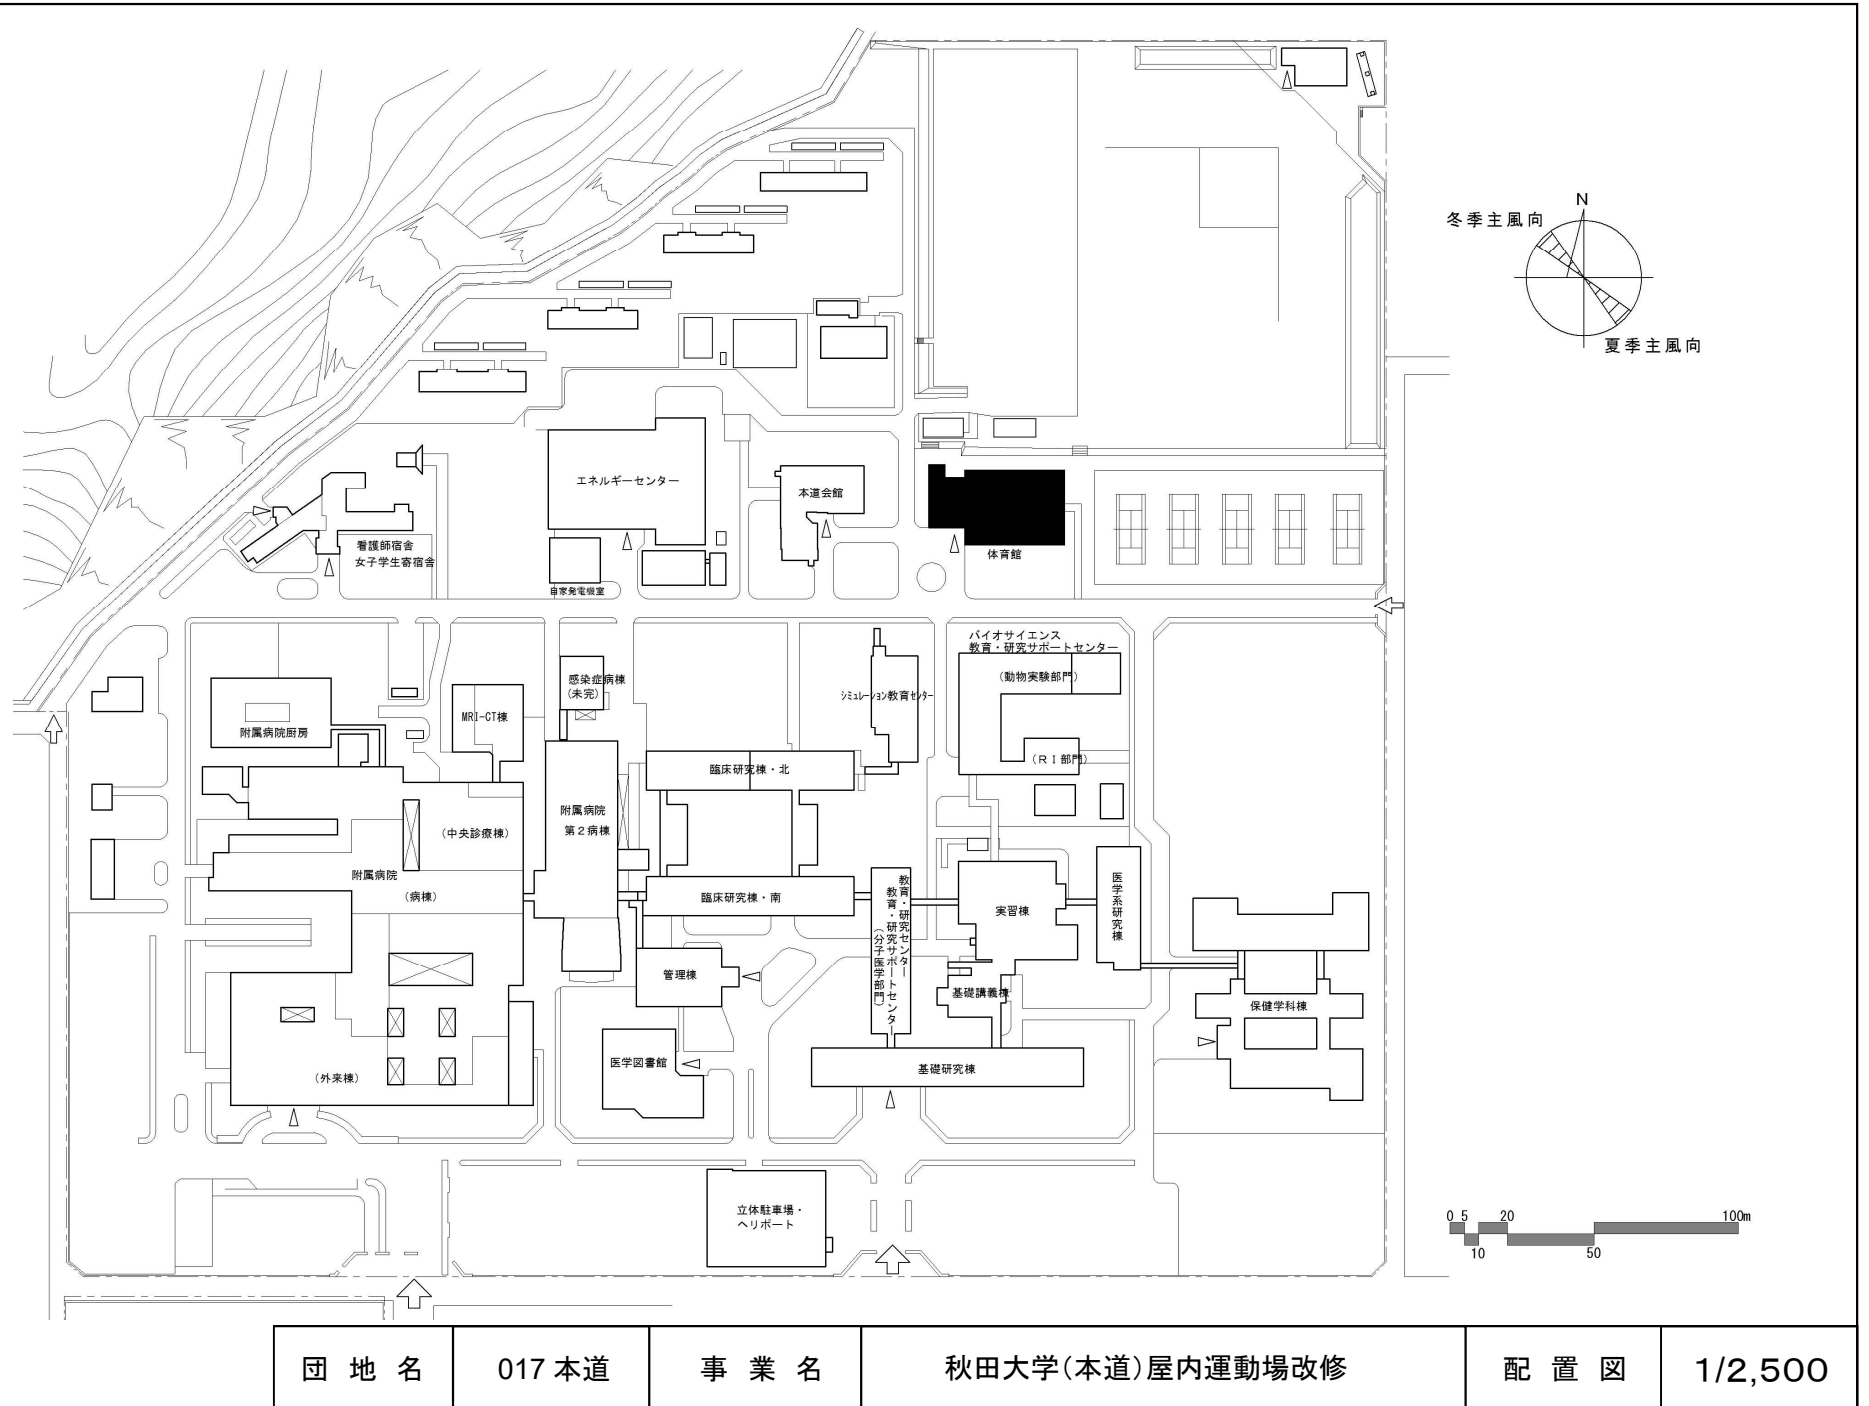 N
冬季主風向
夏季主風向
エネルギーセンター
本道会館
体育館
看護師宿舎
女子学生寄宿舎
自家発電機室
バイオサイエンス
教育・研究サポートセンター
(動物実験部門)
(ＲＩ部門)
感染症病棟
(未完)
シミュレーション教育センター
MRI-CT棟
附属病院厨房
臨床研究棟・北
附属病院
第２病棟
(中央診療棟)
附属病院
(病棟)
臨床研究棟・南
教育・研究センター
教育・研究サポートセンター
(分子医学部門)
実習棟
医学系研究棟
管理棟
基礎講義棟
保健学科棟
医学図書館
基礎研究棟
(外来棟)
立体駐車場・
ヘリポート
0 5 20 100m
10 50
団地名 017 本道 事業名 秋田大学(本道)屋内運動場改修 配置図 1/2,500